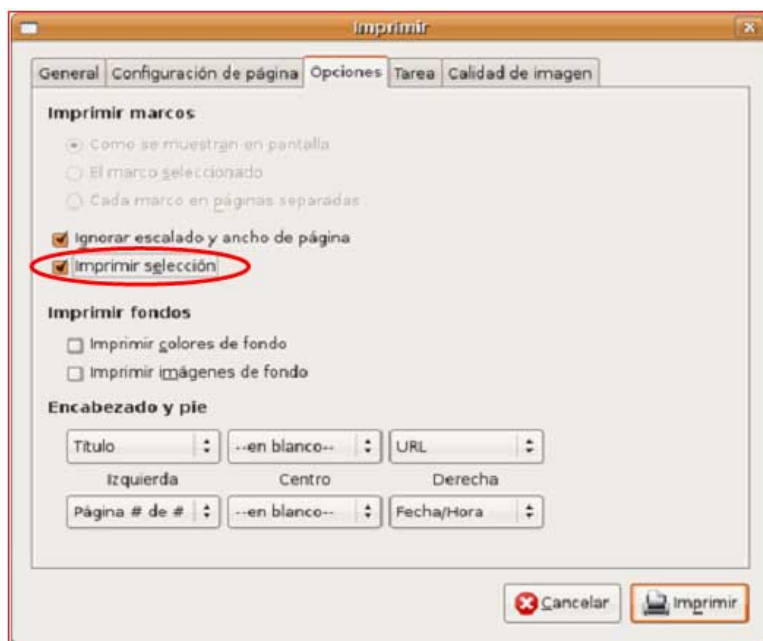 Imprimir
General Configuración de página Opciones Tarea Calidad de imagen
Imprimir marcos
Como se muestran en pantalla
El marco seleccionado
Cada marco en páginas separadas
Ignorar escalado y ancho de página
Imprimir selección
Imprimir fondos
Imprimir colores de fondo
Imprimir imágenes de fondo
Encabezado y pie
Título --en blanco-- URL
Izquierda Centro Derecha
Página # de # --en blanco-- Fecha/Hora
Cancelar Imprimir